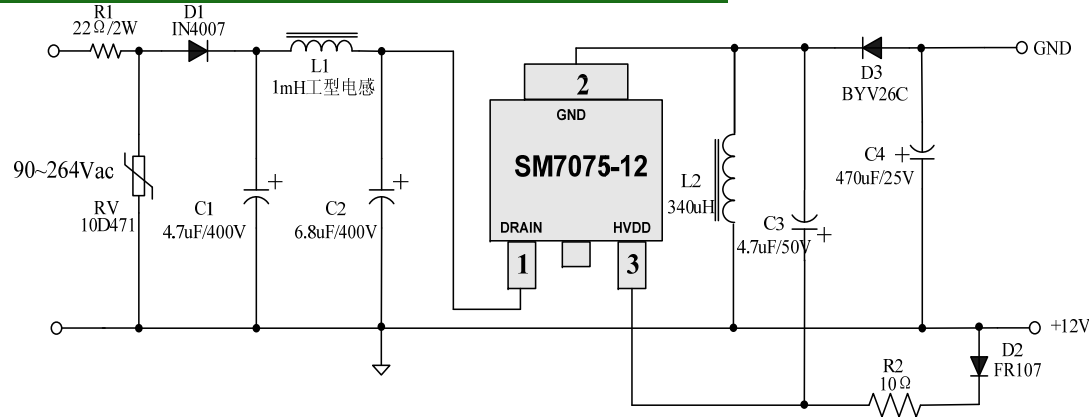 R1
22Ω/2W
D1
IN4007
L1
1mH工型电感
90~264Vac
RV
10D471
C1
4.7uF/400V
C2
6.8uF/400V
2
GND
SM7075-12
DRAIN
HVDD
1
3
L2
340uH
C3
4.7uF/50V
D3
BYV26C
GND
C4
470uF/25V
+12V
D2
FR107
R2
10Ω